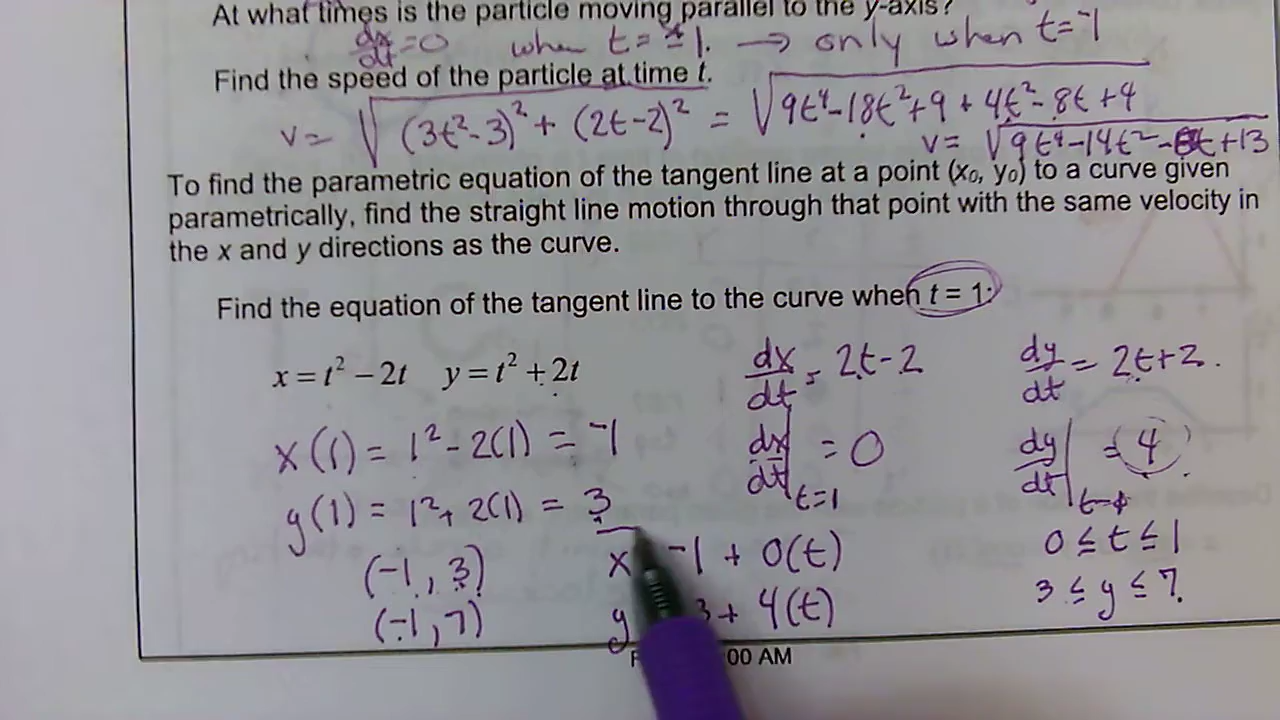 At what times is the particle moving parallel to the y-axis?
dx/dt = 0 when t = ±1. → only when t = -1
Find the speed of the particle at time t.
v = √(3t²-3)² + (2t-2)² = √9t⁴-18t²+9+4t²-8t+4
v = √9t⁴-14t²-8t+13
To find the parametric equation of the tangent line at a point (x₀, y₀) to a curve given
parametrically, find the straight line motion through that point with the same velocity in
the x and y directions as the curve.
Find the equation of the tangent line to the curve when t = 1:
x = t² - 2t y = t² + 2t dx/dt = 2t-2 dy/dt = 2t+2.
x(1) = 1² - 2(1) = -1 dx/dt|t=1 = 0 dy/dt|t=1 = 4
y(1) = 1² + 2(1) = 3
(-1, 3) x -1 + 0(t) 0 ≤ t ≤ 1
(-1, 7) y 3 + 4(t) 3 ≤ y ≤ 7
00 AM